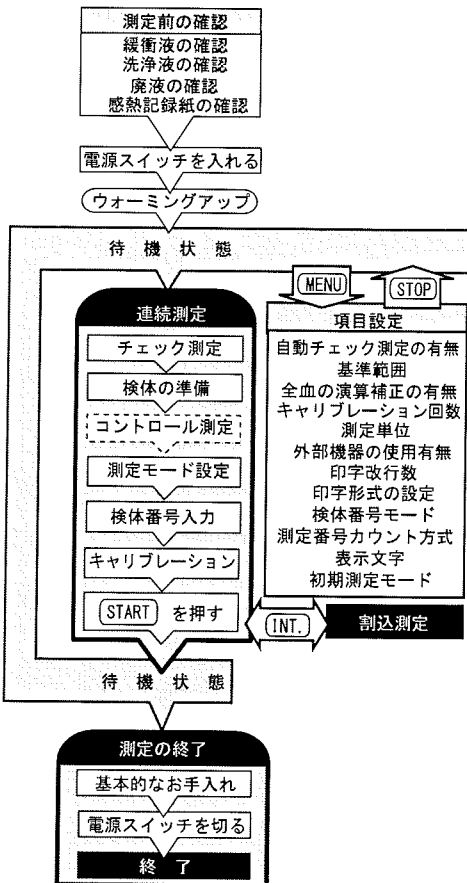 測定前の確認
緩衝液の確認
洗浄液の確認
廃液の確認
感熱記録紙の確認
電源スイッチを入れる
ウォーミングアップ
待機状態
連続測定
チェック測定
検体の準備
コントロール測定
測定モード設定
検体番号入力
キャリブレーション
START を押す
MENU
STOP
項目設定
自動チェック測定の有無
基準範囲
全血の演算補正の有無
キャリブレーション回数
測定単位
外部機器の使用有無
印字改行数
印字形式の設定
検体番号モード
測定番号カウント方式
表示文字
初期測定モード
INT.
割込測定
待機状態
測定の終了
基本的なお手入れ
電源スイッチを切る
終了